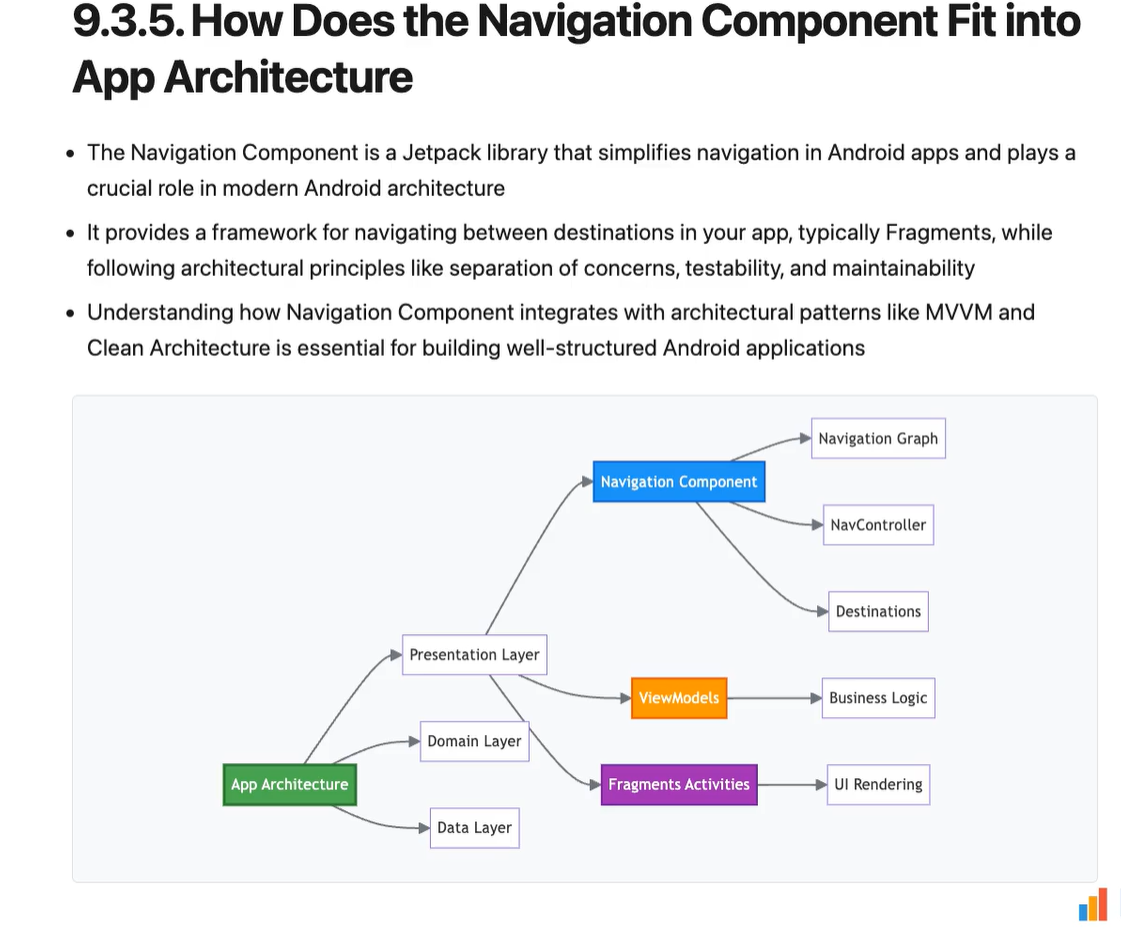 9.3.5. How Does the Navigation Component Fit into
App Architecture
• The Navigation Component is a Jetpack library that simplifies navigation in Android apps and plays a
crucial role in modern Android architecture
• It provides a framework for navigating between destinations in your app, typically Fragments, while
following architectural principles like separation of concerns, testability, and maintainability
• Understanding how Navigation Component integrates with architectural patterns like MVVM and
Clean Architecture is essential for building well-structured Android applications
Navigation Graph
Navigation Component
NavController
Destinations
Presentation Layer
ViewModels
Business Logic
Domain Layer
App Architecture
Fragments Activities
UI Rendering
Data Layer